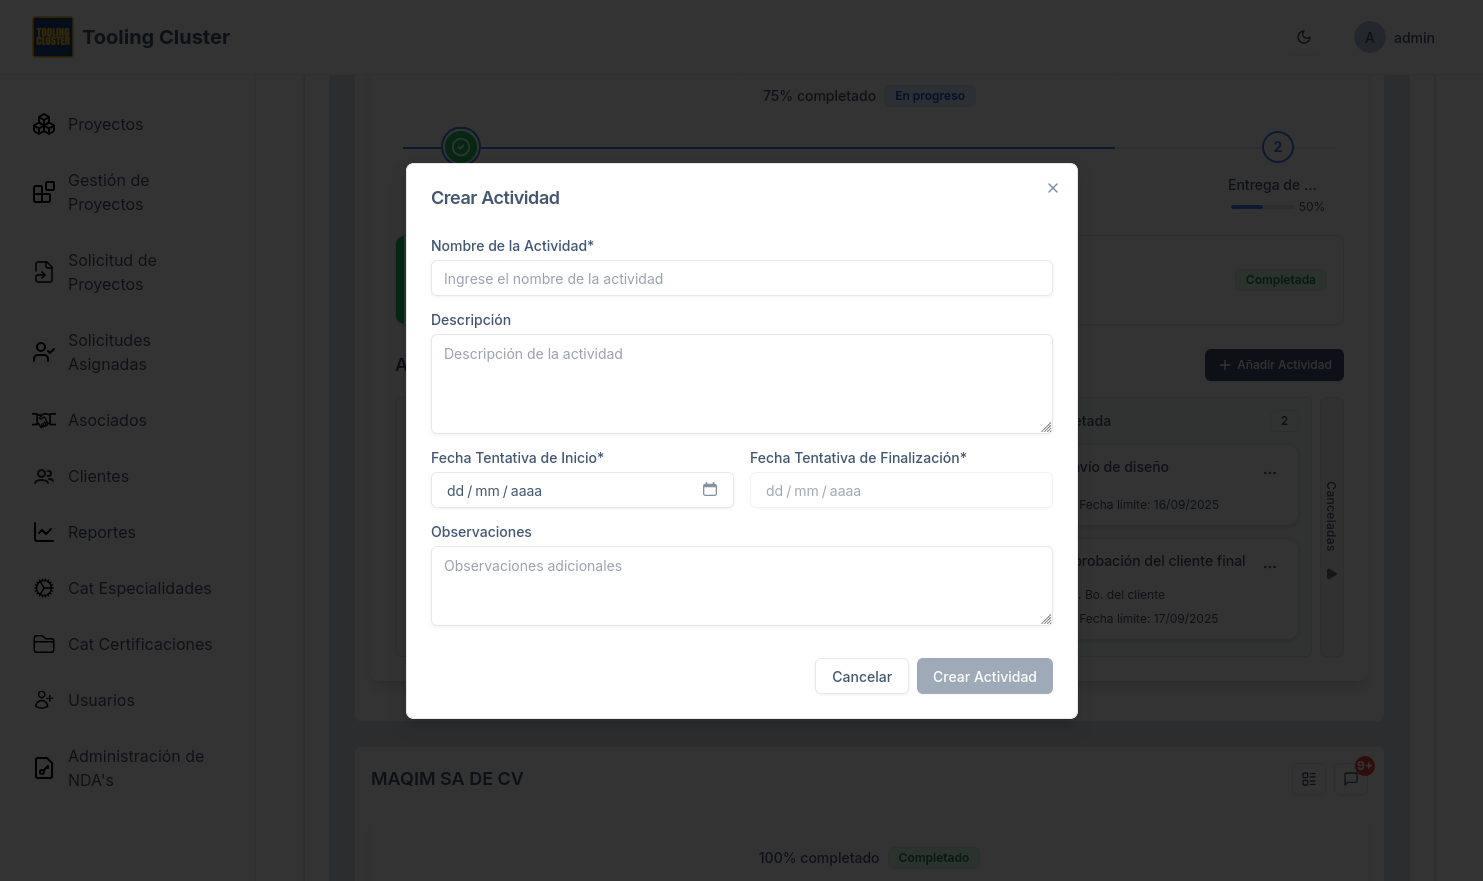 TOOLING
CLUSTER
Tooling Cluster
A admin
Proyectos
Gestión de
Proyectos
Solicitud de
Proyectos
Solicitudes
Asignadas
Asociados
Clientes
Reportes
Cat Especialidades
Cat Certificaciones
Usuarios
Administración de
NDA's
75% completado En progreso
2
Entrega de ...
50%
Completada
A
+ Añadir Actividad
etada 2
nvío de diseño ...
Fecha límite: 16/09/2025
probación del cliente final ...
. Bo. del cliente
Fecha límite: 17/09/2025
Canceladas
Crear Actividad
Nombre de la Actividad*
Ingrese el nombre de la actividad
Descripción
Descripción de la actividad
Fecha Tentativa de Inicio* Fecha Tentativa de Finalización*
dd/mm/aaaa dd/mm/aaaa
Observaciones
Observaciones adicionales
Cancelar Crear Actividad
MAQIM SA DE CV
9+
100% completado Completado